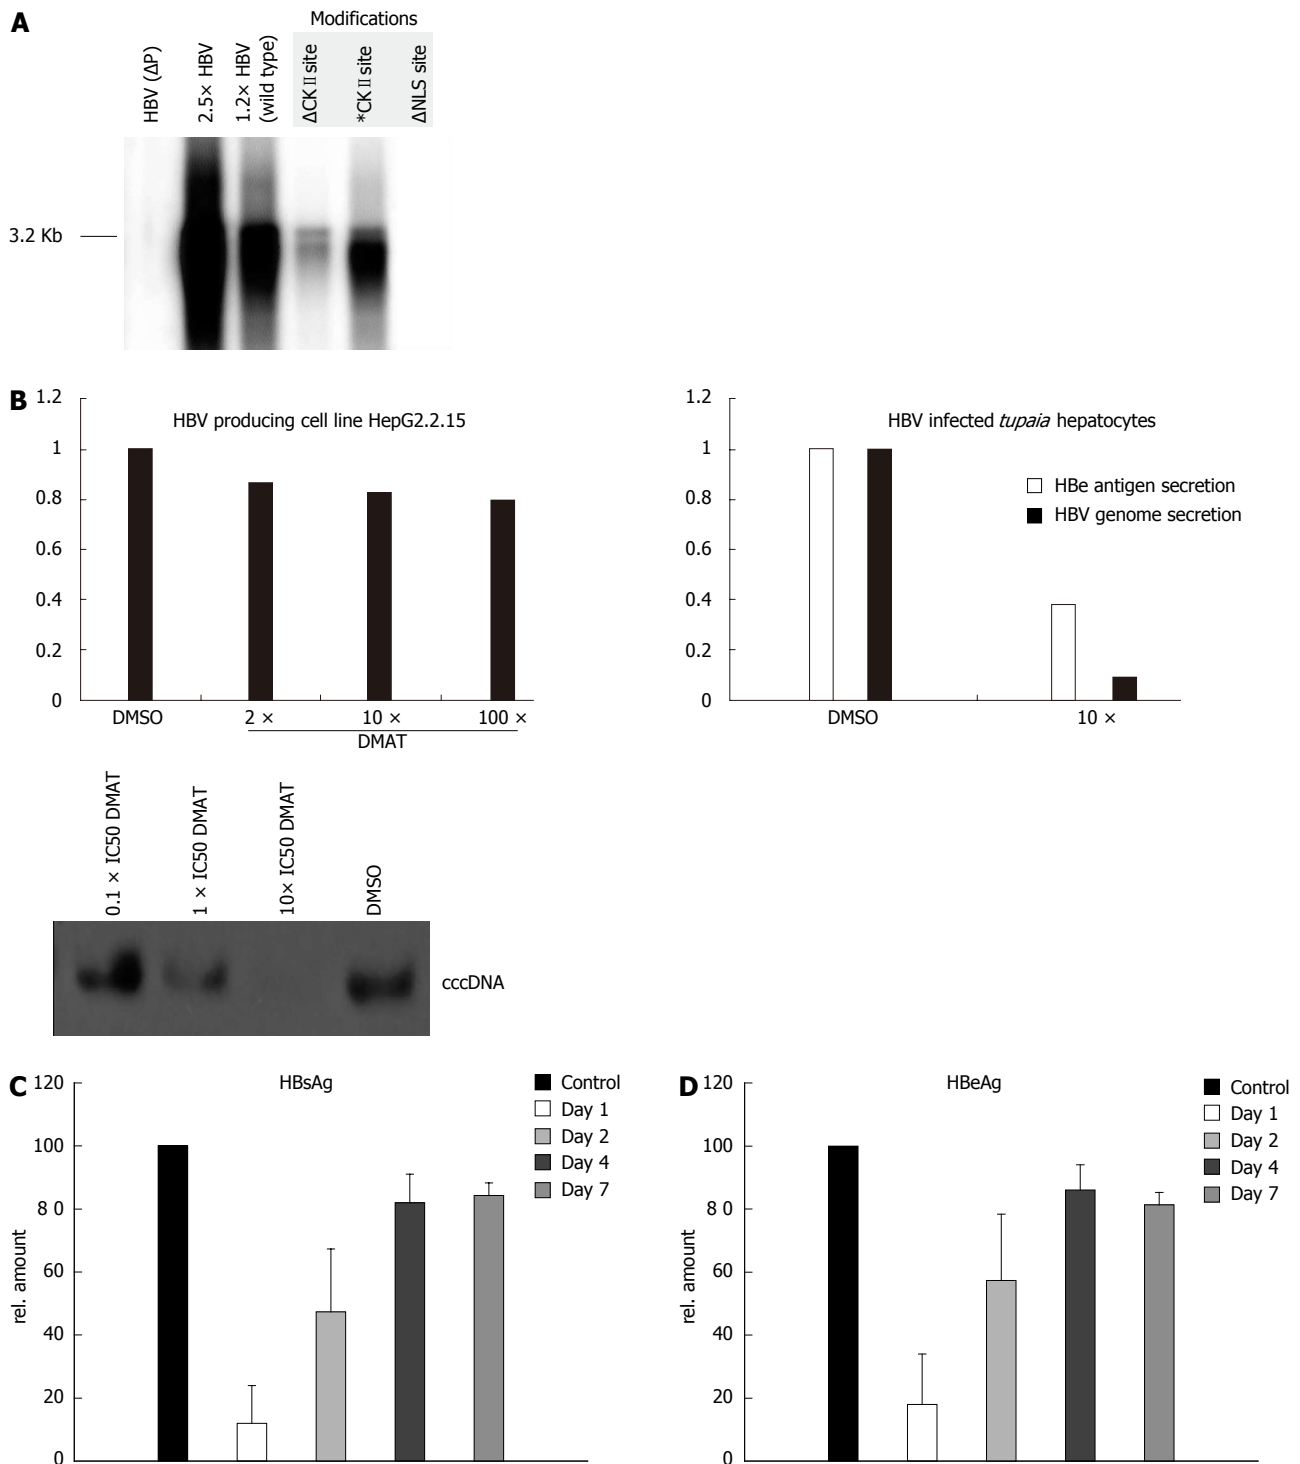 A
Modifications
HBV (ΔP)
2.5× HBV
1.2× HBV
(wild type)
ΔCKⅡ site
*CKⅡ site
ΔNLS site
3.2 Kb
B
1.2
1
0.8
0.6
0.4
0.2
0
HBV producing cell line HepG2.2.15
DMSO
2 ×
10 ×
100 ×
DMAT
1.2
1
0.8
0.6
0.4
0.2
0
HBV infected tupaia hepatocytes
HBe antigen secretion
HBV genome secretion
DMSO
10 ×
0.1 × IC50 DMAT
1 × IC50 DMAT
10× IC50 DMAT
DMSO
cccDNA
C
HBsAg
120
100
8 0
60
40
20
0
rel. amount
Control
Day 1
Day 2
Day 4
Day 7
D
HBeAg
120
100
8 0
60
40
20
0
rel. amount
Control
Day 1
Day 2
Day 4
Day 7